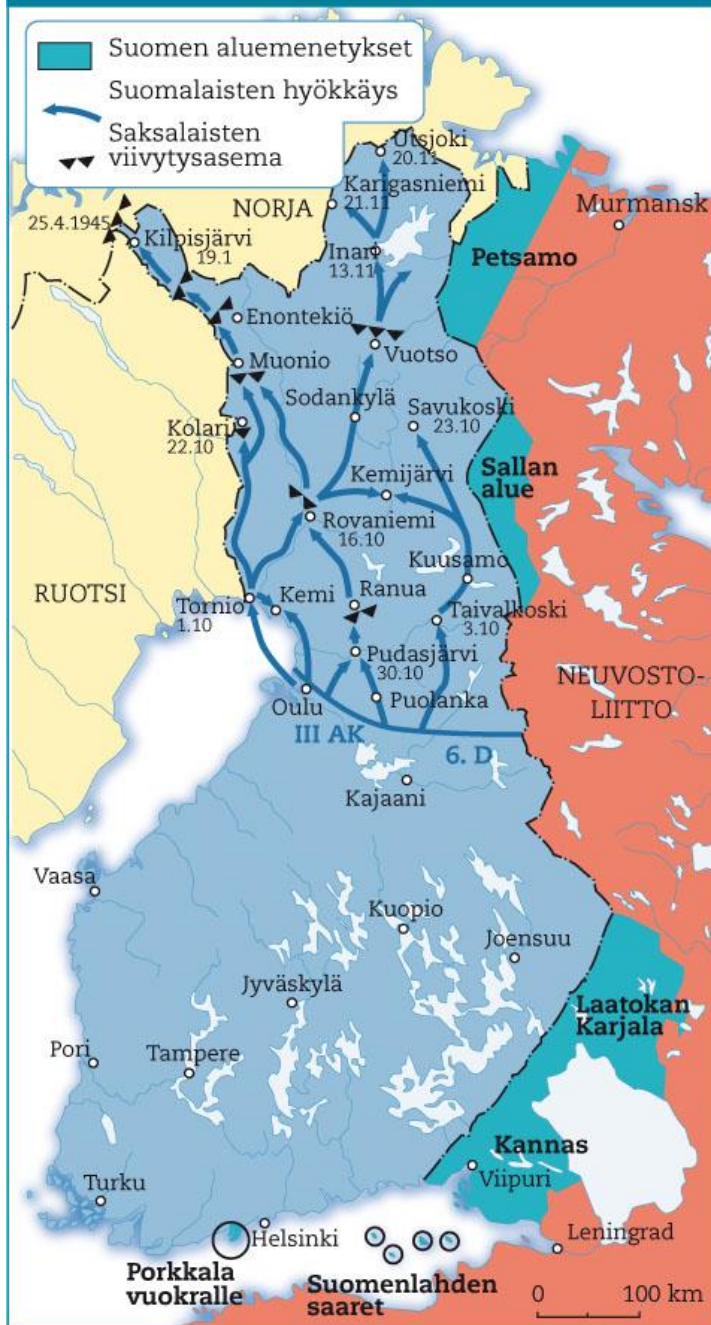 Suomen aluemenetykset
Suomalaisten hyökkäys
Saksalaisten
viivytysasema
Utsjoki
20.11
Karigasniemi
21.11
NORJA
25.4.1945
Kilpisjärvi
19.1
Inari
13.11
Murmansk
Petsamo
Enontekiö
Vuotso
Muonio
Sodankylä
Savukoski
23.10
Kolari
22.10
Sallan
alue
Kemijärvi
Rovaniemi
16.10
Kuusamo
RUOTSI
Ranua
Tornio
1.10
Kemi
Taivalkoski
3.10
Pudasjärvi
30.10
NEUVOSTO-
LIITTO
Oulu
Puolanka
III AK
6. D
Kajaani
Vaasa
Kuopio
Joensuu
Jyväskylä
Laatokan
Karjala
Pori
Tampere
Kannas
Viipuri
Turku
Helsinki
Leningrad
Porkkala
vuokralle
Suomenlahden
saaret
0 100 km